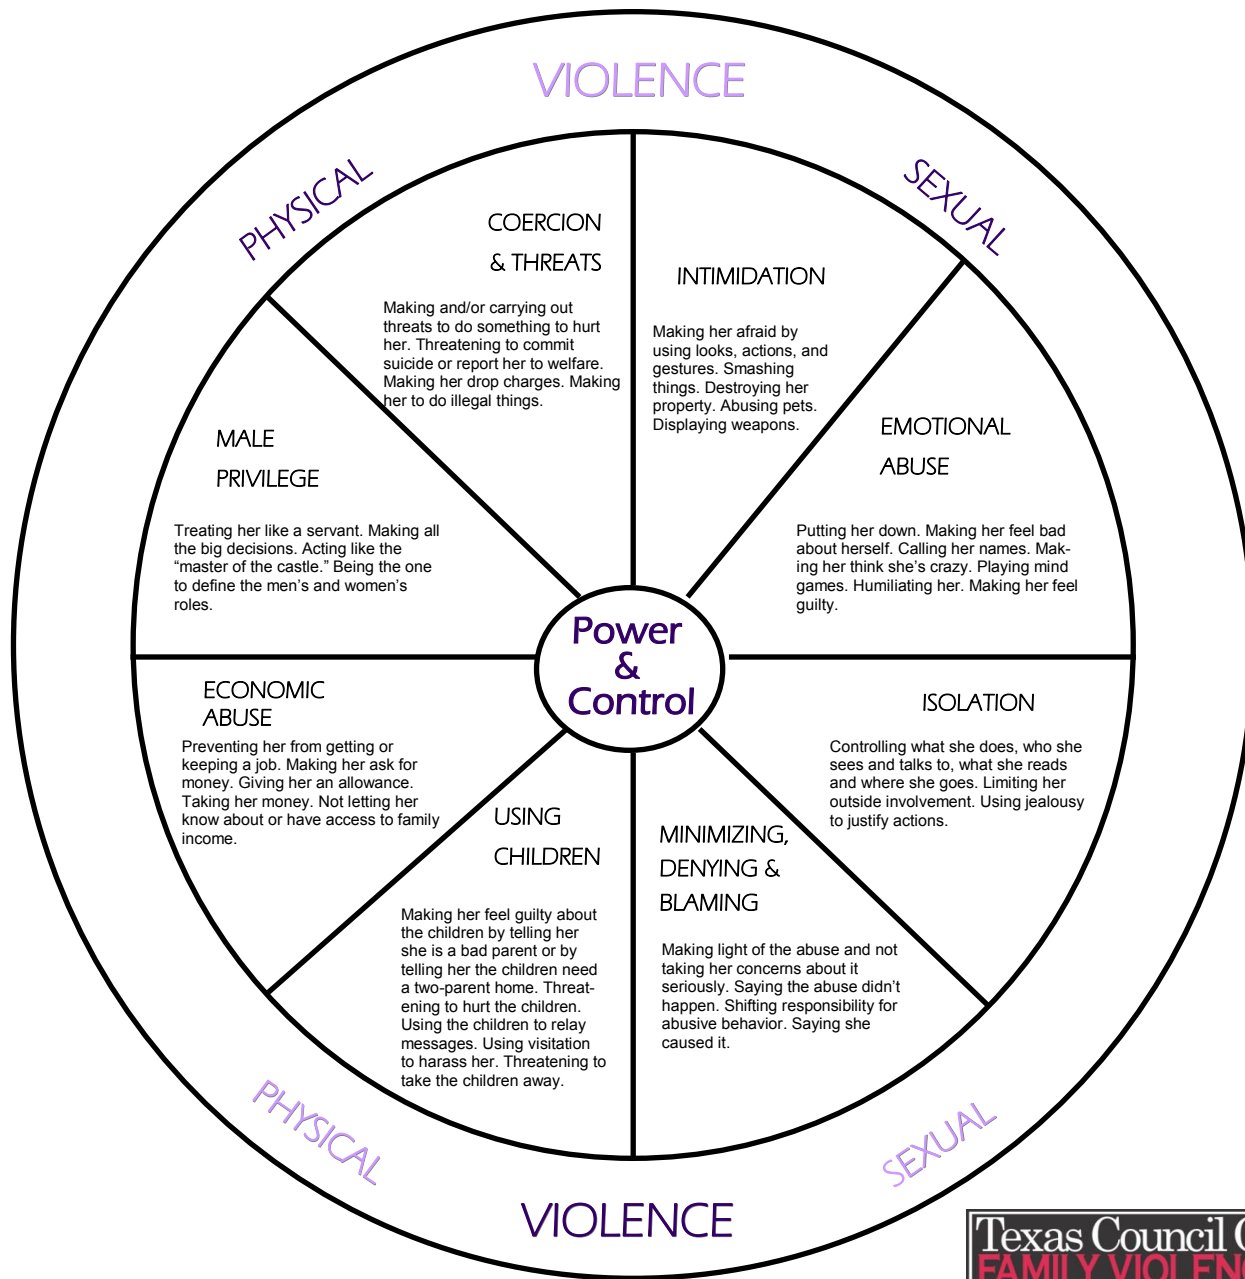 VIOLENCE
PHYSICAL
SEXUAL
COERCION
& THREATS
Making and/or carrying out
threats to do something to hurt
her. Threatening to commit
suicide or report her to welfare.
Making her drop charges. Making
her to do illegal things.
INTIMIDATION
Making her afraid by
using looks, actions, and
gestures. Smashing
things. Destroying her
property. Abusing pets.
Displaying weapons.
MALE
PRIVILEGE
Treating her like a servant. Making all
the big decisions. Acting like the
“master of the castle.” Being the one
to define the men’s and women’s
roles.
EMOTIONAL
ABUSE
Putting her down. Making her feel bad
about herself. Calling her names. Mak-
ing her think she’s crazy. Playing mind
games. Humiliating her. Making her feel
guilty.
Power
&
Control
ECONOMIC
ABUSE
Preventing her from getting or
keeping a job. Making her ask for
money. Giving her an allowance.
Taking her money. Not letting her
know about or have access to family
income.
ISOLATION
Controlling what she does, who she
sees and talks to, what she reads
and where she goes. Limiting her
outside involvement. Using jealousy
to justify actions.
USING
CHILDREN
Making her feel guilty about
the children by telling her
she is a bad parent or by
telling her the children need
a two-parent home. Threat-
ening to hurt the children.
Using the children to relay
messages. Using visitation
to harass her. Threatening to
take the children away.
MINIMIZING,
DENYING &
BLAMING
Making light of the abuse and not
taking her concerns about it
seriously. Saying the abuse didn’t
happen. Shifting responsibility for
abusive behavior. Saying she
caused it.
PHYSICAL
SEXUAL
VIOLENCE
Texas Council
FAMILY